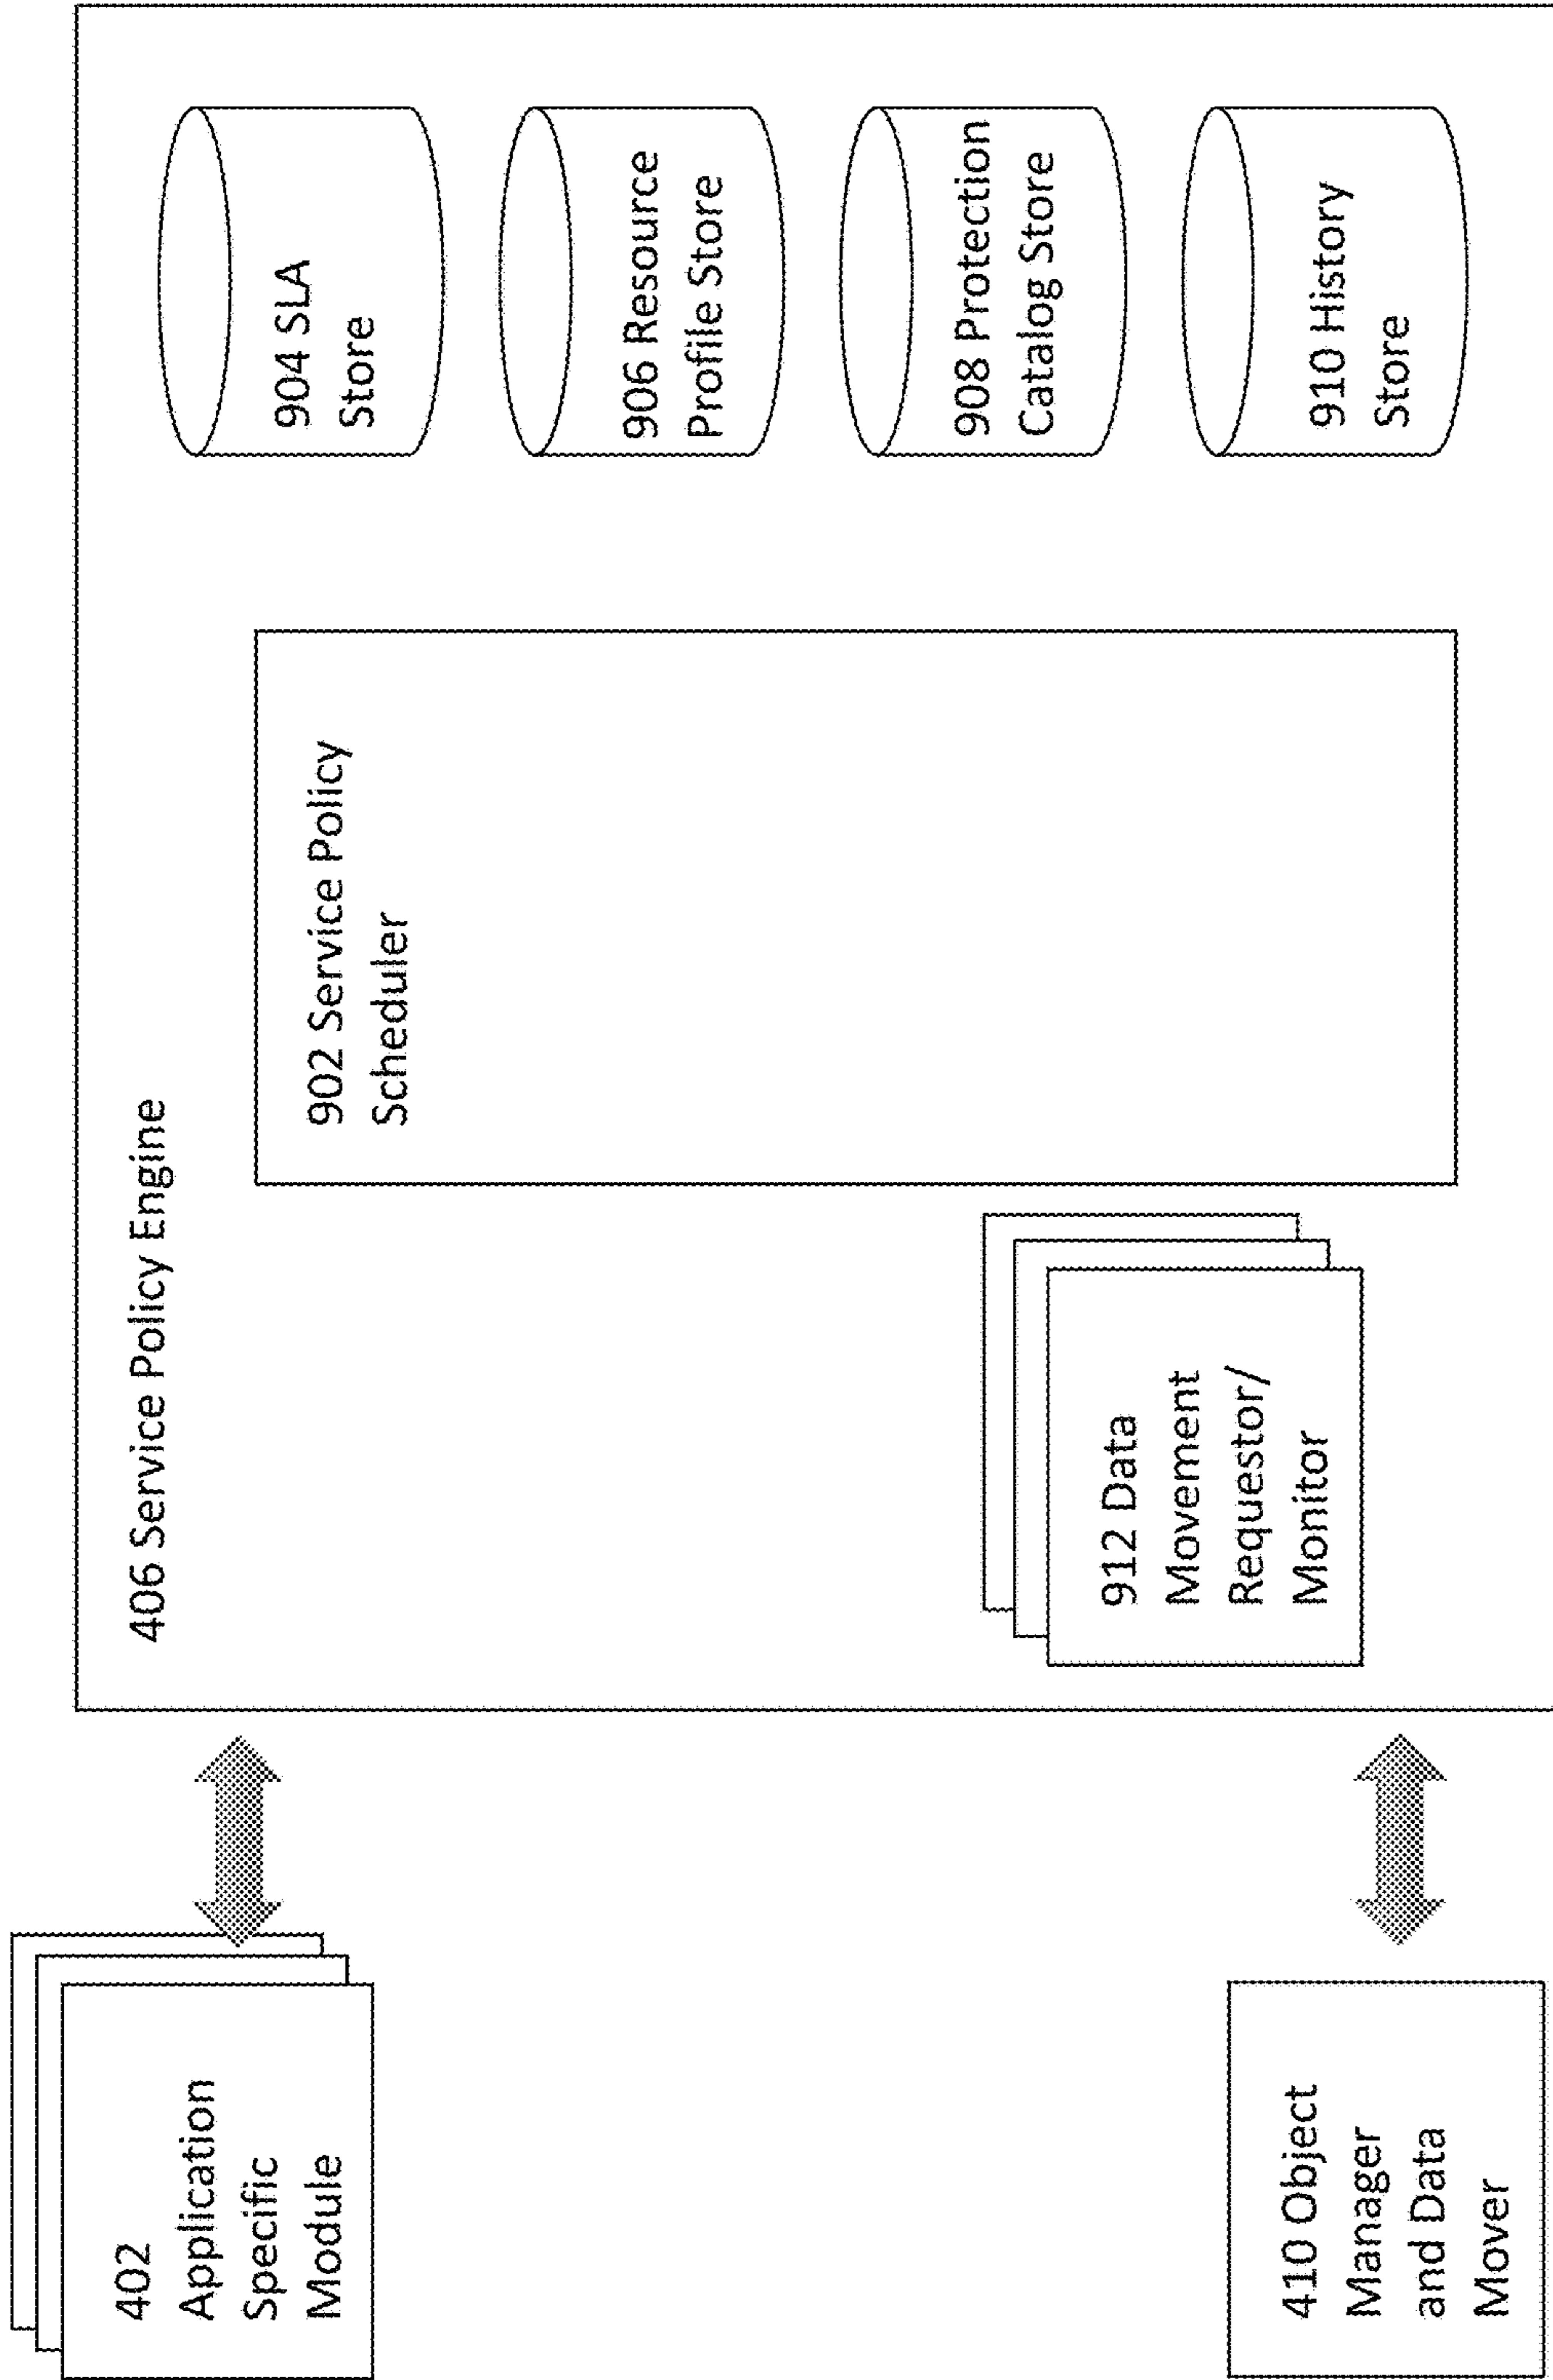 402
Application
Specific
Module
410 Object
Manager
and Data
Mover
406 Service Policy Engine
912 Data
Movement
Requestor/
Monitor
902 Service Policy
Scheduler
904 SLA
Store
906 Resource
Profile Store
908 Protection
Catalog Store
910 History
Store